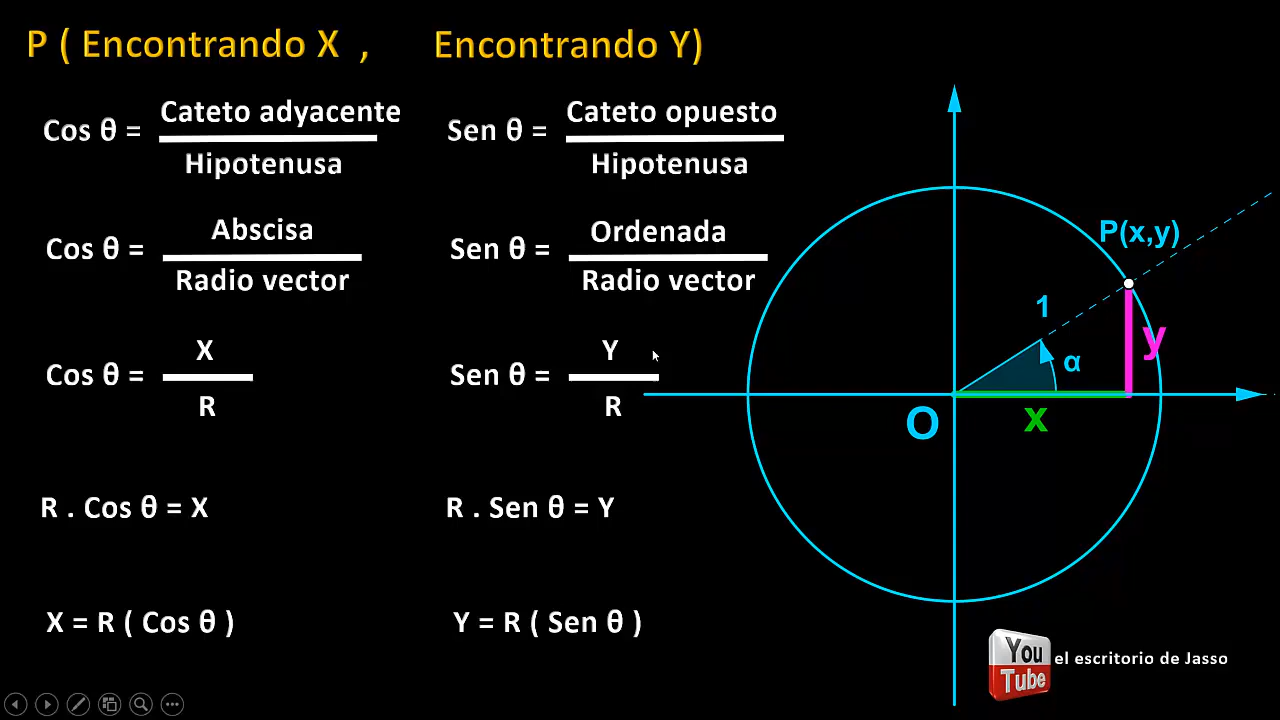 P ( Encontrando X , Encontrando Y)
Cos θ = Cateto adyacente
Hipotenusa
Sen θ = Cateto opuesto
Hipotenusa
Cos θ = Abscisa
Radio vector
Sen θ = Ordenada
Radio vector
Cos θ = X
R
Sen θ = Y
R
R . Cos θ = X
R . Sen θ = Y
X = R ( Cos θ )
Y = R ( Sen θ )
P(x,y)
1
α
y
O
x
You
Tube
el escritorio de Jasso